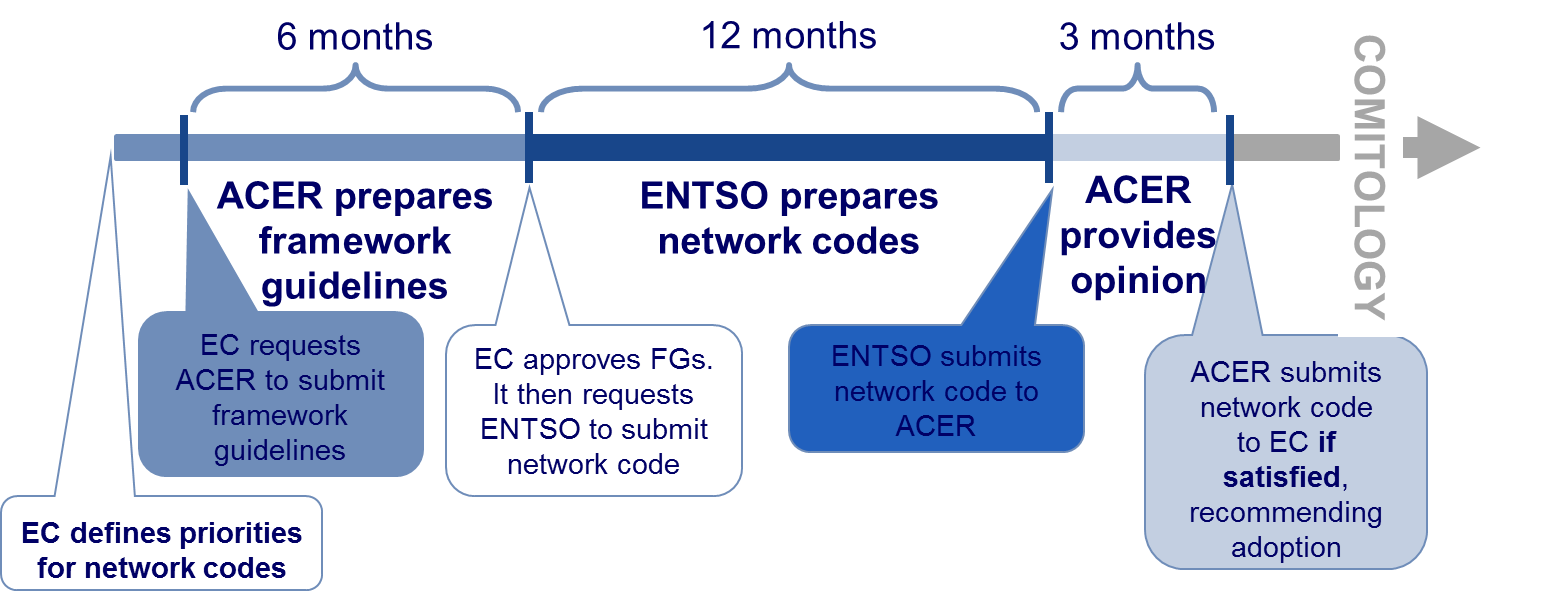 6 months
12 months
3 months
COMITOLOGY
ACER prepares
framework
guidelines
ENTSO prepares
network codes
ACER
provides
opinion
EC requests
ACER to submit
framework
guidelines
EC approves FGs.
It then requests
ENTSO to submit
network code
ENTSO submits
network code to
ACER
ACER submits
network code
to EC if
satisfied,
recommending
adoption
EC defines priorities
for network codes